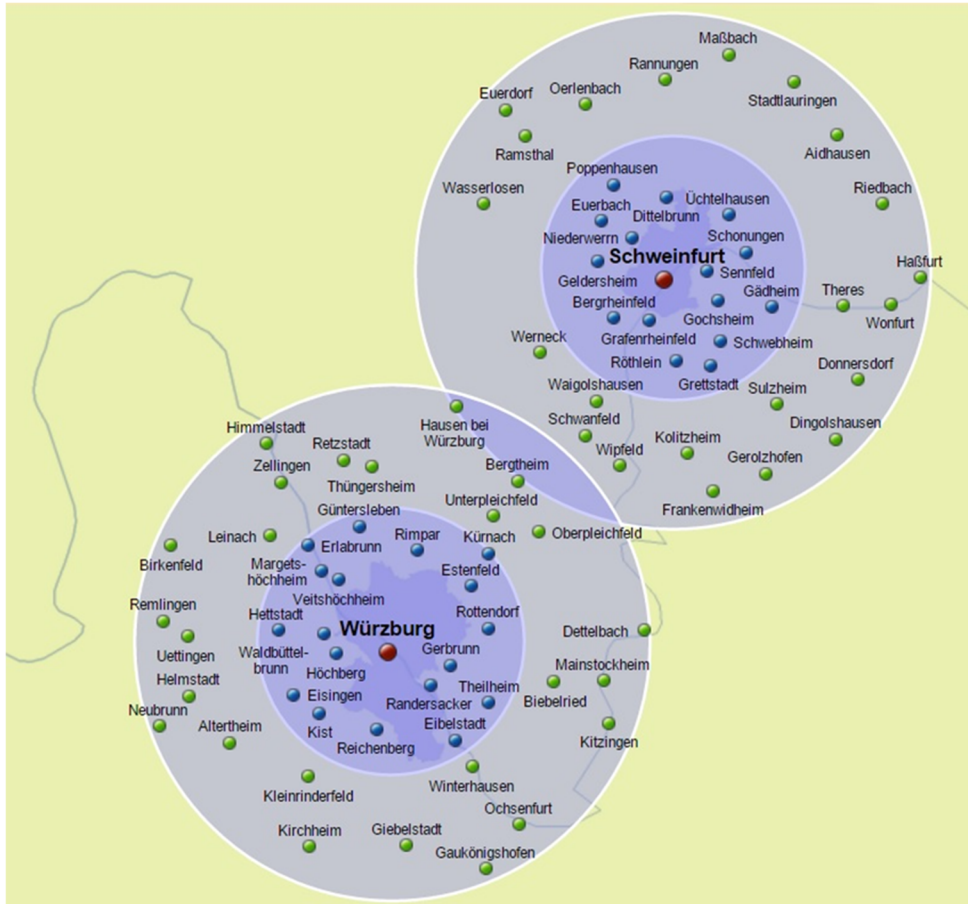 Maßbach
Rannungen
Oerlenbach
Euerdorf
Stadtlauringen
Ramsthal
Aidhausen
Poppenhausen
Wasserlosen
Riedbach
Üchtelhausen
Euerbach
Dittelbrunn
Niederwerrn
Schonungen
Schweinfurt
Haßfurt
Sennfeld
Geldersheim
Theres
Gädheim
Bergrheinfeld
Wonfurt
Gochsheim
Werneck
Grafenrheinfeld
Schwebheim
Röthlein
Donnersdorf
Waigolshausen
Grettstadt
Sulzheim
Schwanfeld
Dingolshausen
Himmelstadt
Hausen bei
Würzburg
Retzstadt
Kolitzheim
Wipfeld
Gerolzhofen
Zellingen
Bergtheim
Thüngersheim
Unterpleichfeld
Frankenwidheim
Güntersleben
Leinach
Rimpar
Kürnach
Oberpleichfeld
Erlabrunn
Birkenfeld
Margets-
höchheim
Estenfeld
Veitshöchheim
Remlingen
Hettstadt
Rottendorf
Würzburg
Dettelbach
Uettingen
Waldbüttel-
brunn
Gerbrunn
Mainstockheim
Höchberg
Helmstadt
Theilheim
Eisingen
Randersacker
Biebelried
Neubrunn
Altertheim
Kist
Eibelstadt
Kitzingen
Reichenberg
Winterhausen
Kleinrinderfeld
Ochsenfurt
Kirchheim
Giebelstadt
Gaukönigshofen